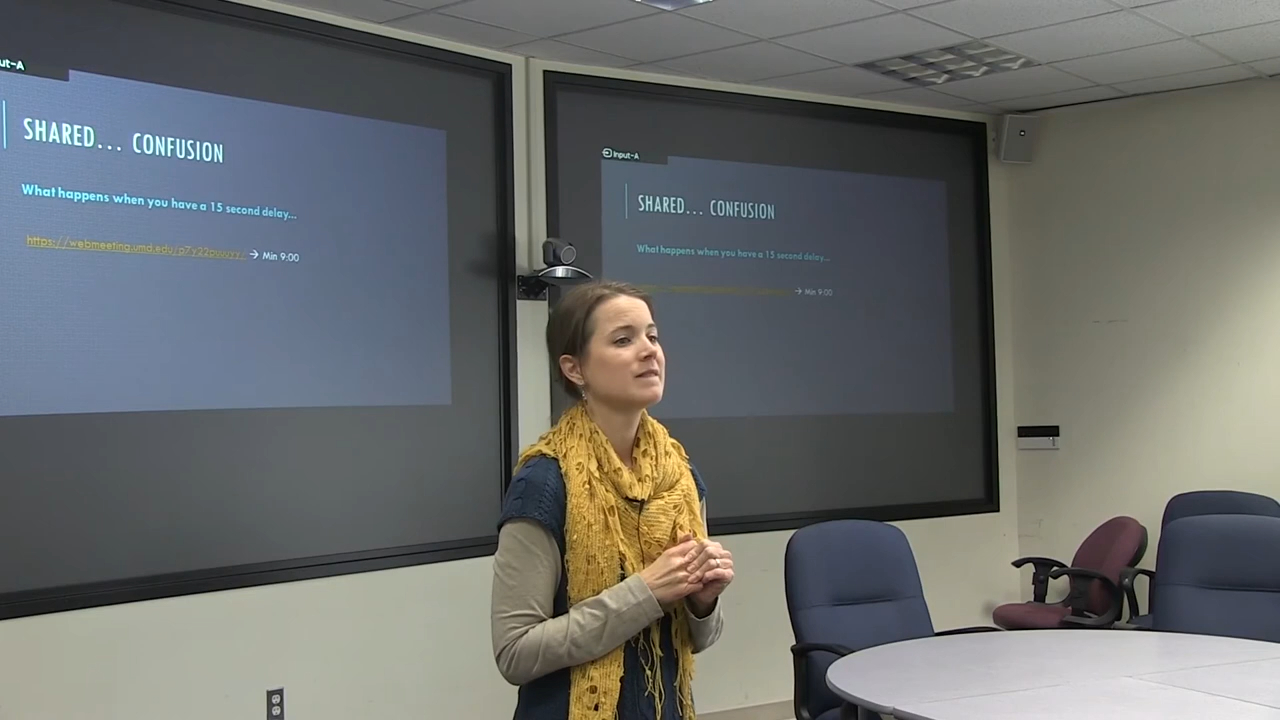 ut-A
SHARED... CONFUSION
What happens when you have a 15 second delay...
→ Min 9:00
Input-A
SHARED... CONFUSION
What happens when you have a 15 second delay...
→ Min 9:00